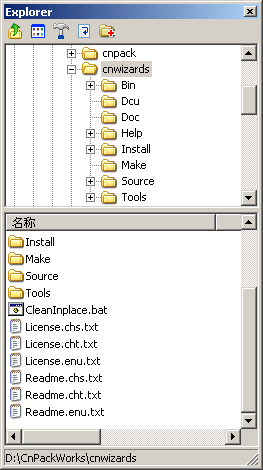 Explorer
cnpack
cnwizards
Bin
Dcu
Doc
Help
Install
Make
Source
Tools
名称
Install
Make
Source
Tools
CleanInplace.bat
License.chs.txt
License.cht.txt
License.enu.txt
Readme.chs.txt
Readme.cht.txt
Readme.enu.txt
D:\CnPackWorks\cnwizards